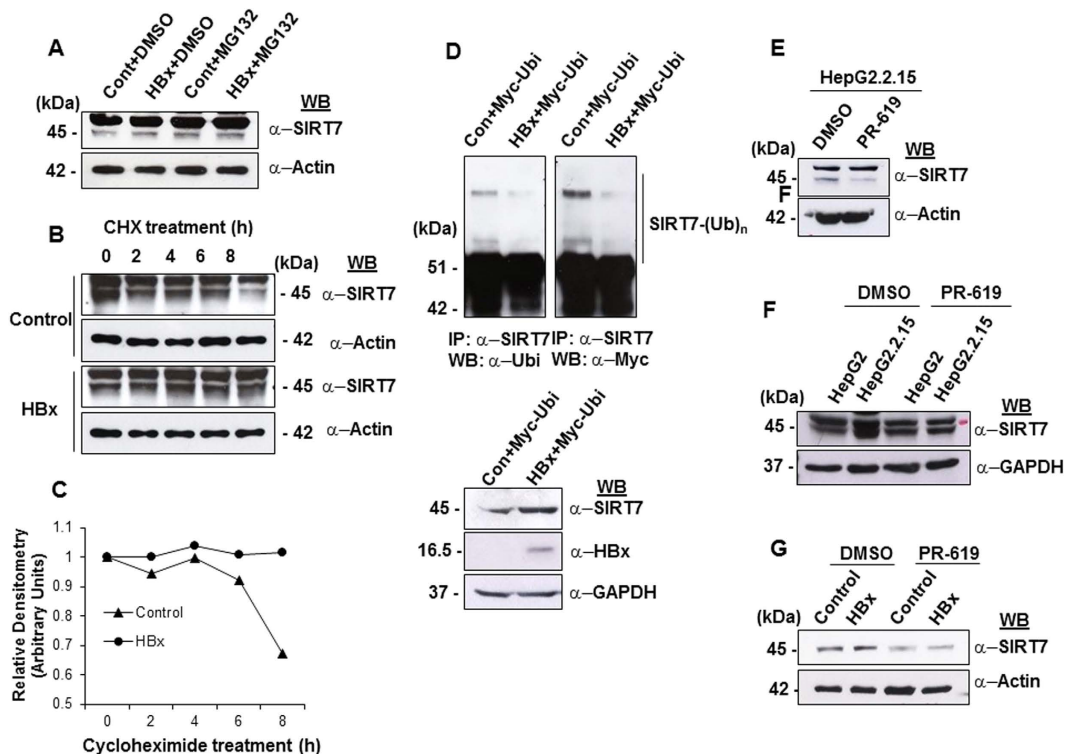 A
Cont+DMSO
HBx+DMSO
Cont+MG132
HBx+MG132
(kDa)
WB
45 -
α–SIRT7
42 -
α–Actin
B
CHX treatment (h)
0 2 4 6 8
(kDa)
WB
Control
- 45 α–SIRT7
- 42 α–Actin
HBx
- 45 α–SIRT7
- 42 α–Actin
C
Relative Densitometry
(Arbitrary Units)
1.1
1
0.9
0.8
0.7
0.6
0.5
Control
HBx
0 2 4 6 8
Cycloheximide treatment (h)
D
Con+Myc-Ubi
HBx+Myc-Ubi
Con+Myc-Ubi
HBx+Myc-Ubi
SIRT7-(Ub)n
(kDa)
51 -
42 -
IP: α–SIRT7 IP: α–SIRT7
WB: α–Ubi WB: α–Myc
Con+Myc-Ubi
HBx+Myc-Ubi
WB
45 -
α–SIRT7
16.5 -
α–HBx
37 -
α–GAPDH
E
HepG2.2.15
DMSO
PR-619
(kDa)
WB
45 -
α–SIRT7
F
42 -
α–Actin
F
DMSO PR-619
HepG2
HepG2.2.15
HepG2
HepG2.2.15
(kDa)
WB
45 -
α–SIRT7
37 -
α–GAPDH
G
DMSO PR-619
Control
HBx
Control
HBx
(kDa)
WB
45 -
α–SIRT7
42 -
α–Actin